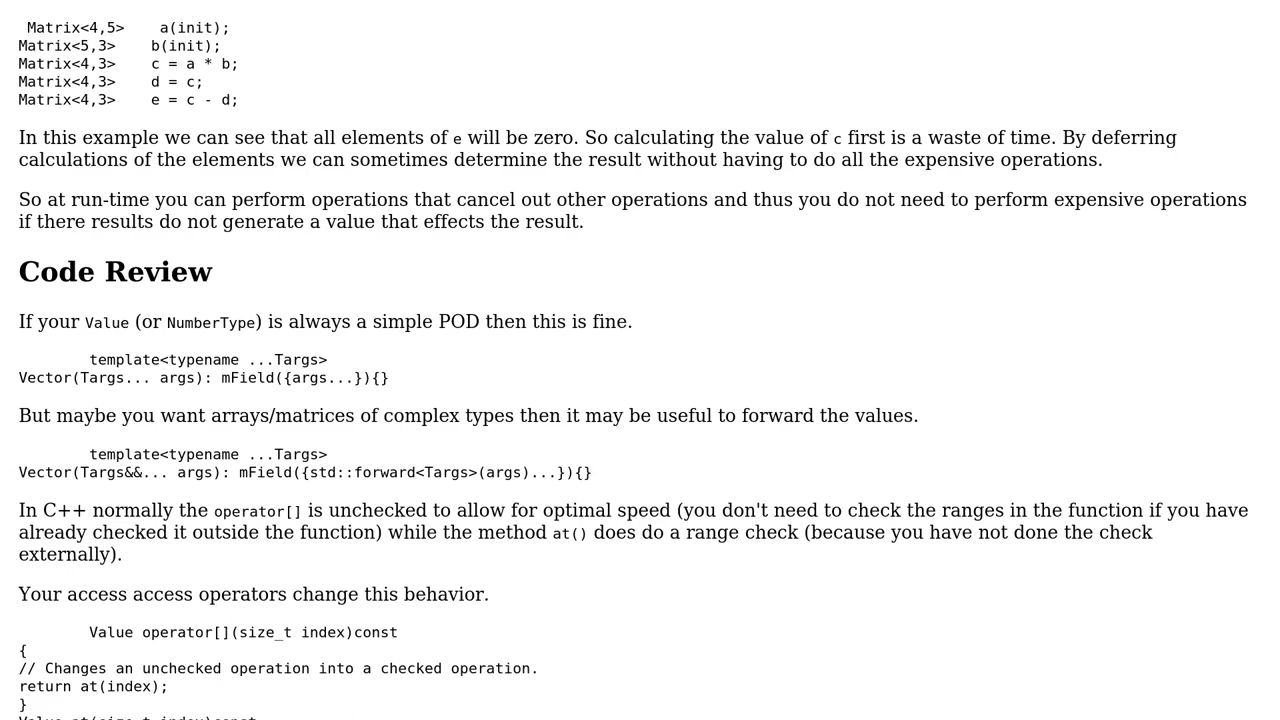 Matrix<4,5>    a(init);
Matrix<5,3>    b(init);
Matrix<4,3>    c = a * b;
Matrix<4,3>    d = c;
Matrix<4,3>    e = c - d;
In this example we can see that all elements of e will be zero. So calculating the value of c first is a waste of time. By deferring
calculations of the elements we can sometimes determine the result without having to do all the expensive operations.
So at run-time you can perform operations that cancel out other operations and thus you do not need to perform expensive operations
if there results do not generate a value that effects the result.
Code Review
If your Value (or NumberType) is always a simple POD then this is fine.
template<typename ...Targs>
Vector(Targs... args): mField({args...}){}
But maybe you want arrays/matrices of complex types then it may be useful to forward the values.
template<typename ...Targs>
Vector(Targs&&... args): mField({std::forward<Targs>(args)...}){}
In C++ normally the operator[] is unchecked to allow for optimal speed (you don't need to check the ranges in the function if you have
already checked it outside the function) while the method at() does do a range check (because you have not done the check
externally).
Your access access operators change this behavior.
Value operator[](size_t index)const
{
// Changes an unchecked operation into a checked operation.
return at(index);
}
Value at(size_t index)const